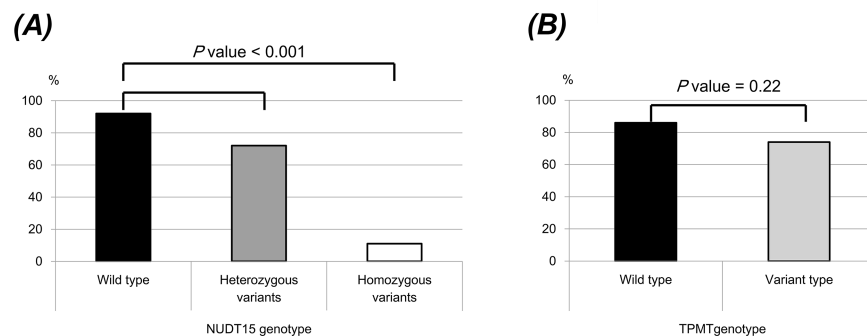 (A)
P value < 0.001
%
100
80
60
40
20
0
Wild type
Heterozygous
variants
Homozygous
variants
NUDT15 genotype
(B)
P value = 0.22
%
100
80
60
40
20
0
Wild type
Variant type
TPMTgenotype